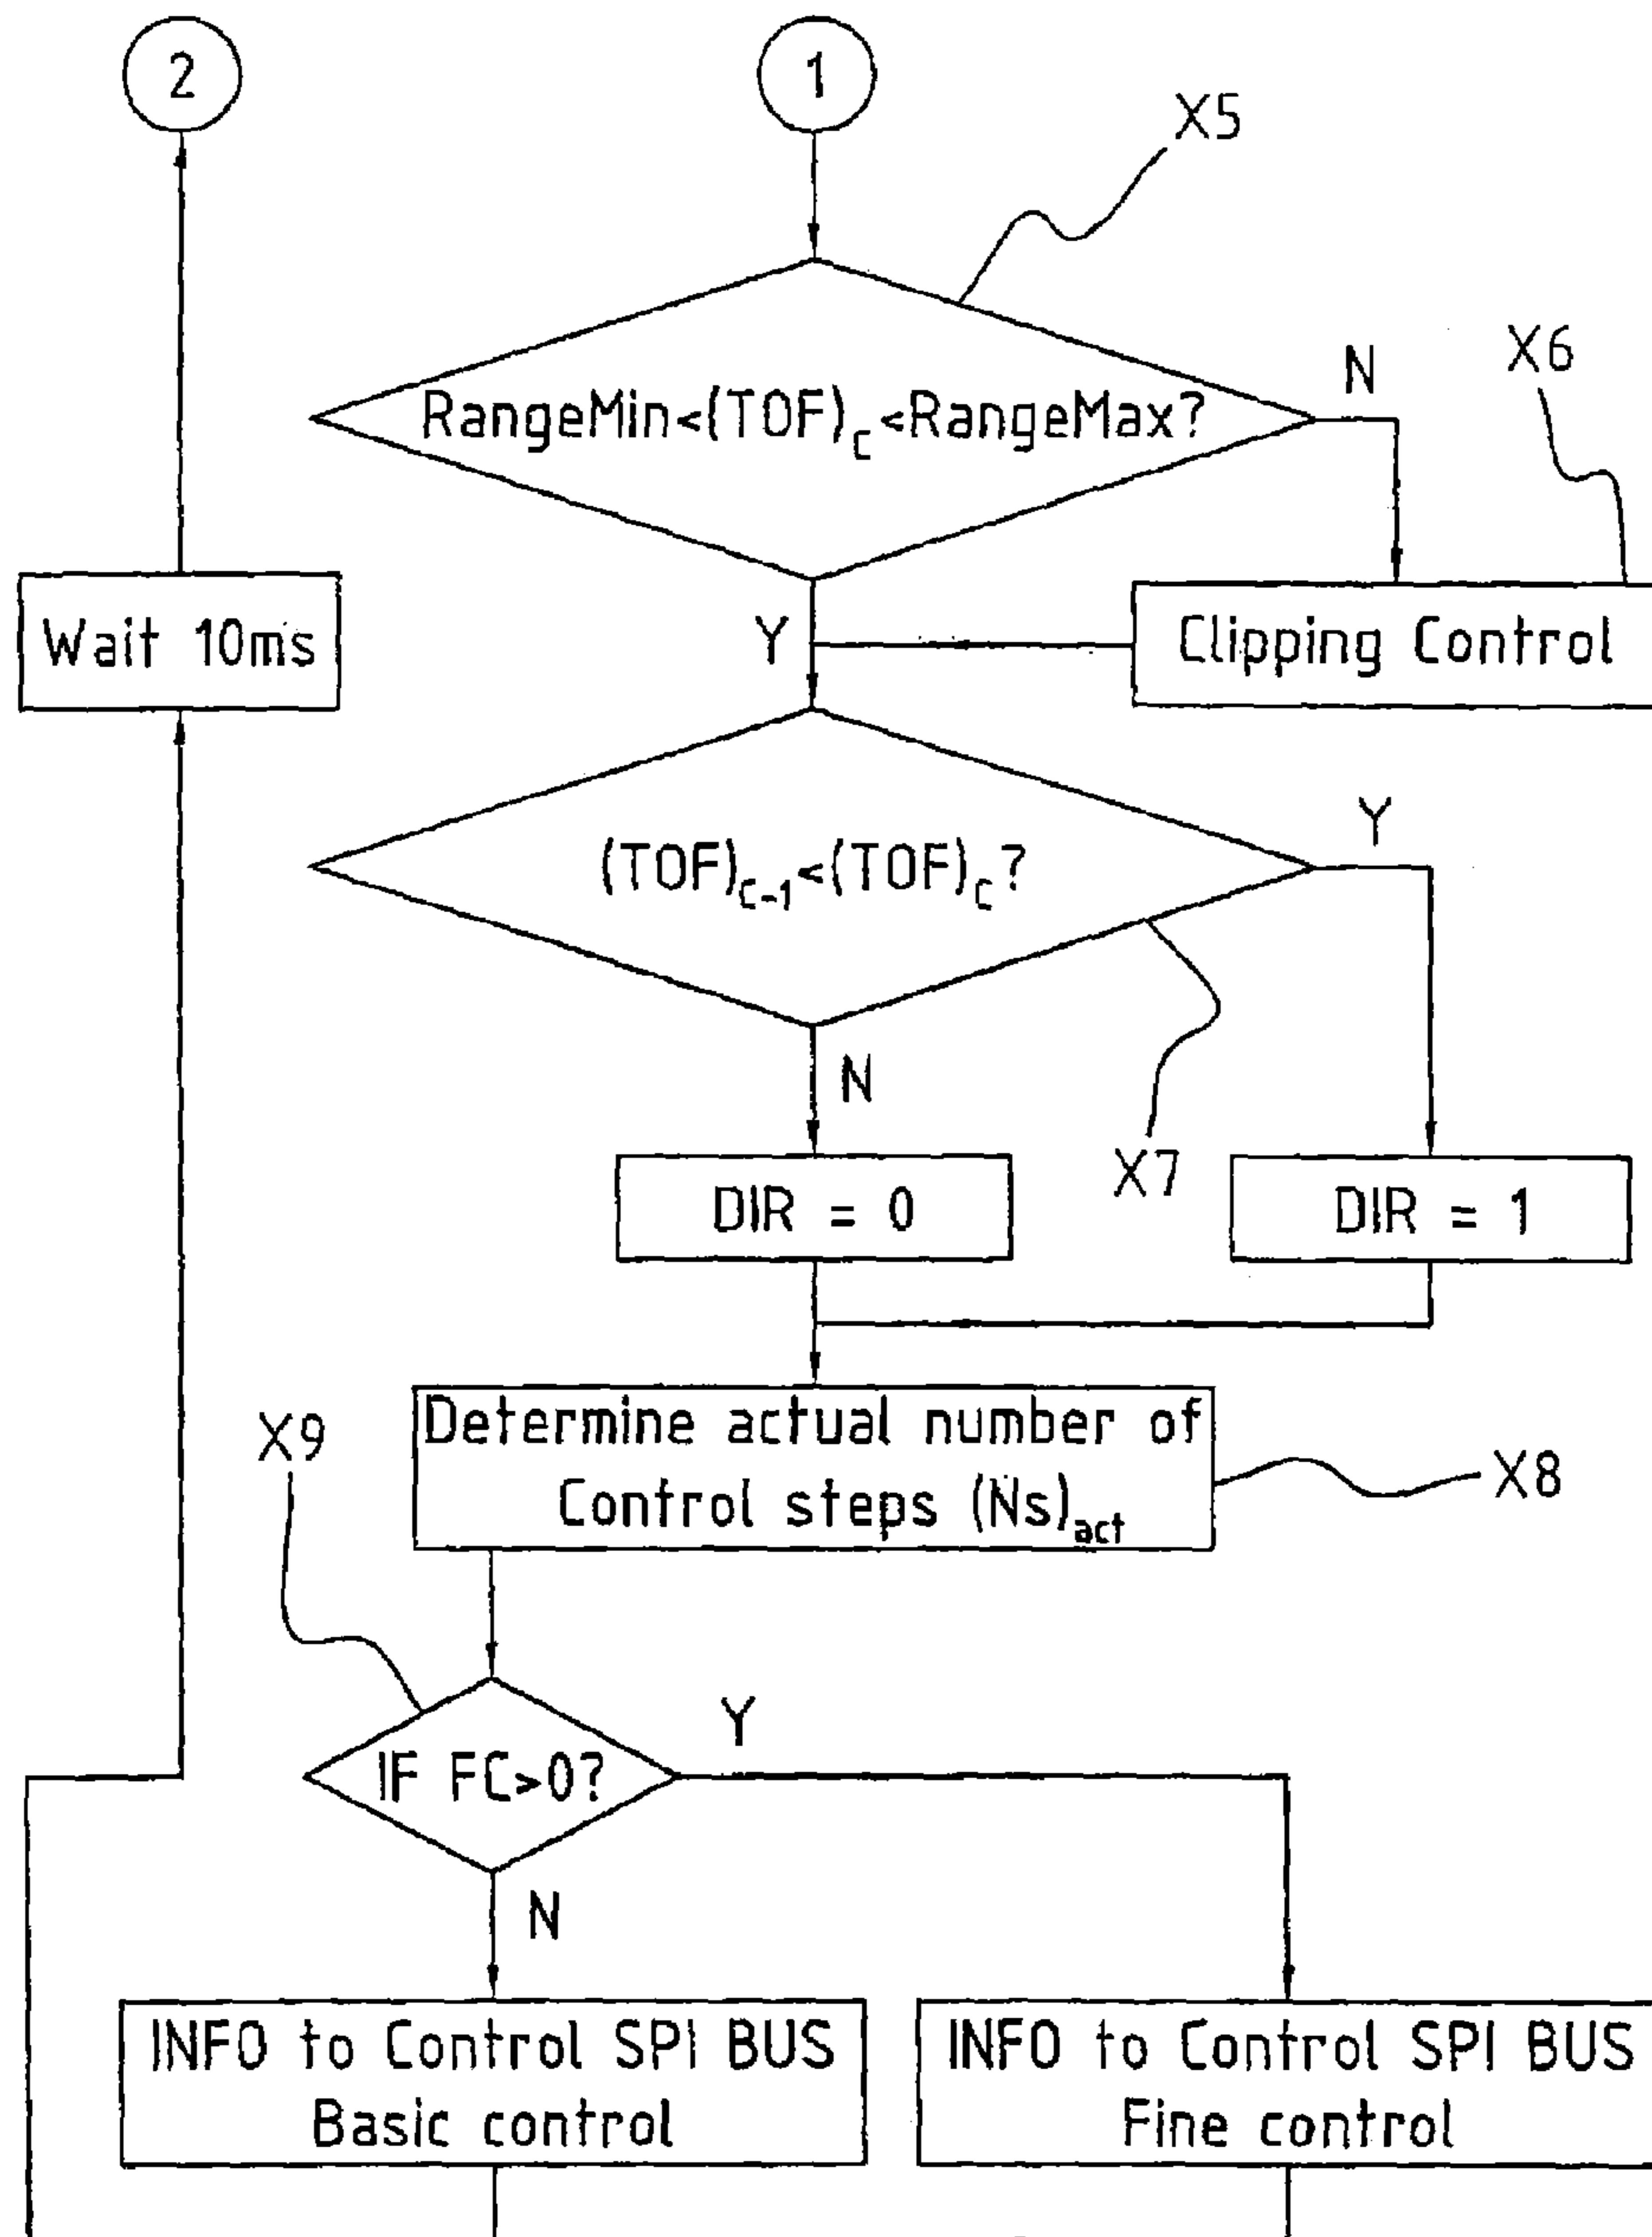 2
1
X5
RangeMin<(TOF)c<RangeMax?
N
X6
Wait 10ms
Y
Clipping Control
(TOF)c-1<(TOF)c?
Y
N
X7
DIR = 0
DIR = 1
X9
Determine actual number of
Control steps (Ns)act
X8
IF FC>0?
Y
N
INFO to Control SPI BUS
Basic control
INFO to Control SPI BUS
Fine control